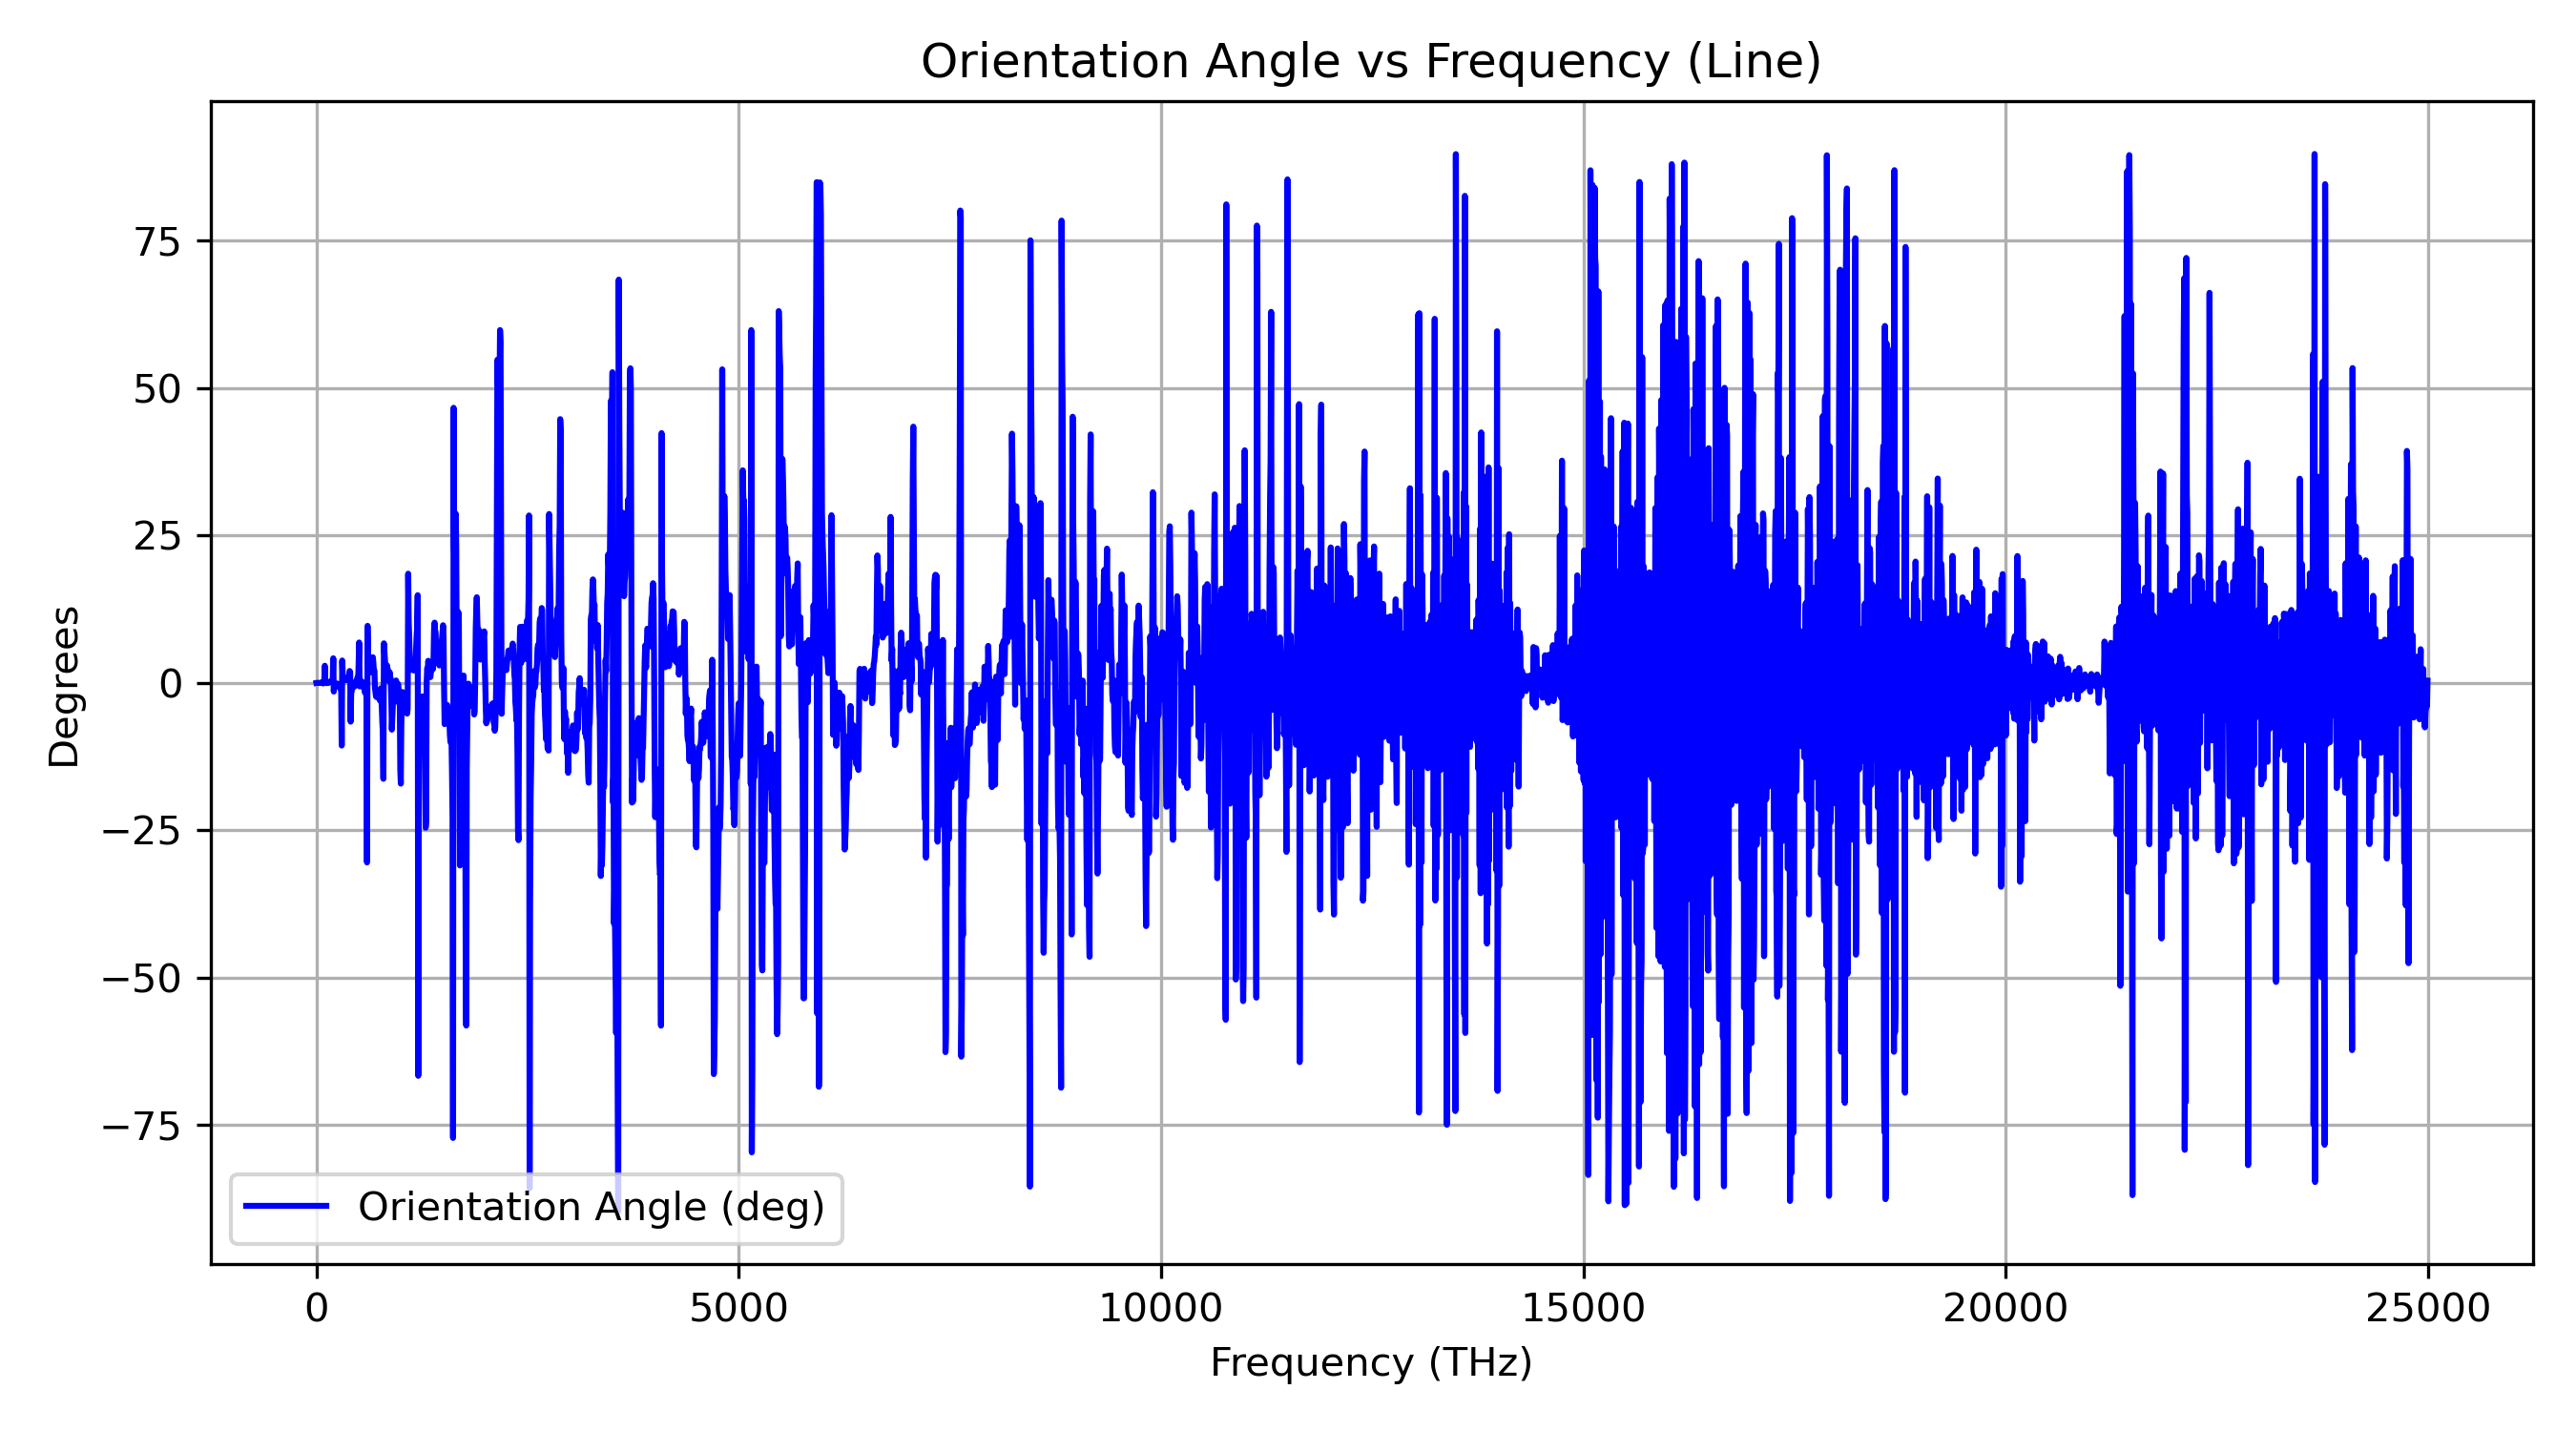 Orientation Angle vs Frequency (Line)
Degrees
75
50
25
0
−25
−50
−75
Orientation Angle (deg)
0 5000 10000 15000 20000 25000
Frequency (THz)